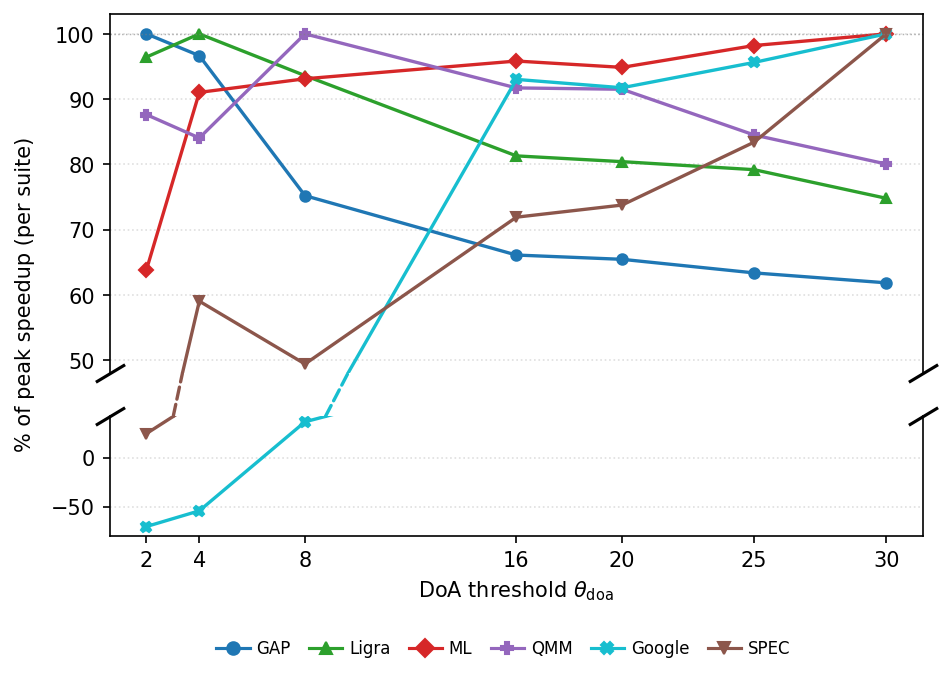 % of peak speedup (per suite)
100
90
80
70
60
50
0
−50
2 4 8 16 20 25 30
DoA threshold θdoa
GAP Ligra ML QMM Google SPEC